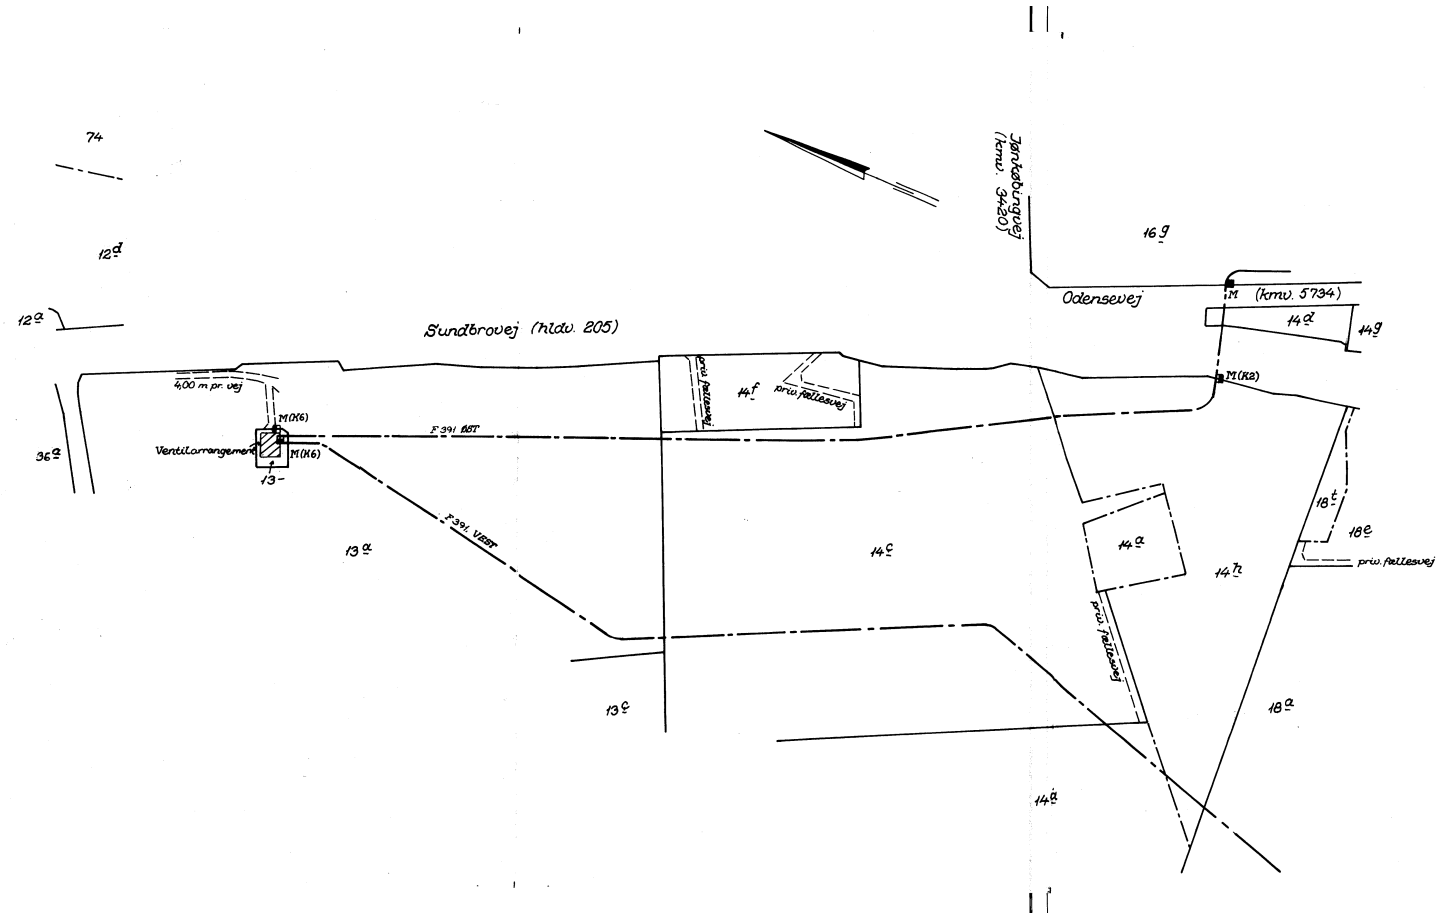 74
12d
12a
36a
Sundbrovej (hldv. 205)
Jønkøbingvej
(kmv. 3420)
16g
Odensevej
M (kmv. 5734)
14d
14g
M(K2)
4,00 m pr. vej
M(K6)
Ventilarrangement
M(K6)
13-
F 391 ØST
priv. fællesvej
14f
priv. fællesvej
F 391. VEST
13a
14c
14a
14h
18t
18e
priv. fællesvej
priv. fællesvej
13c
18a
14a